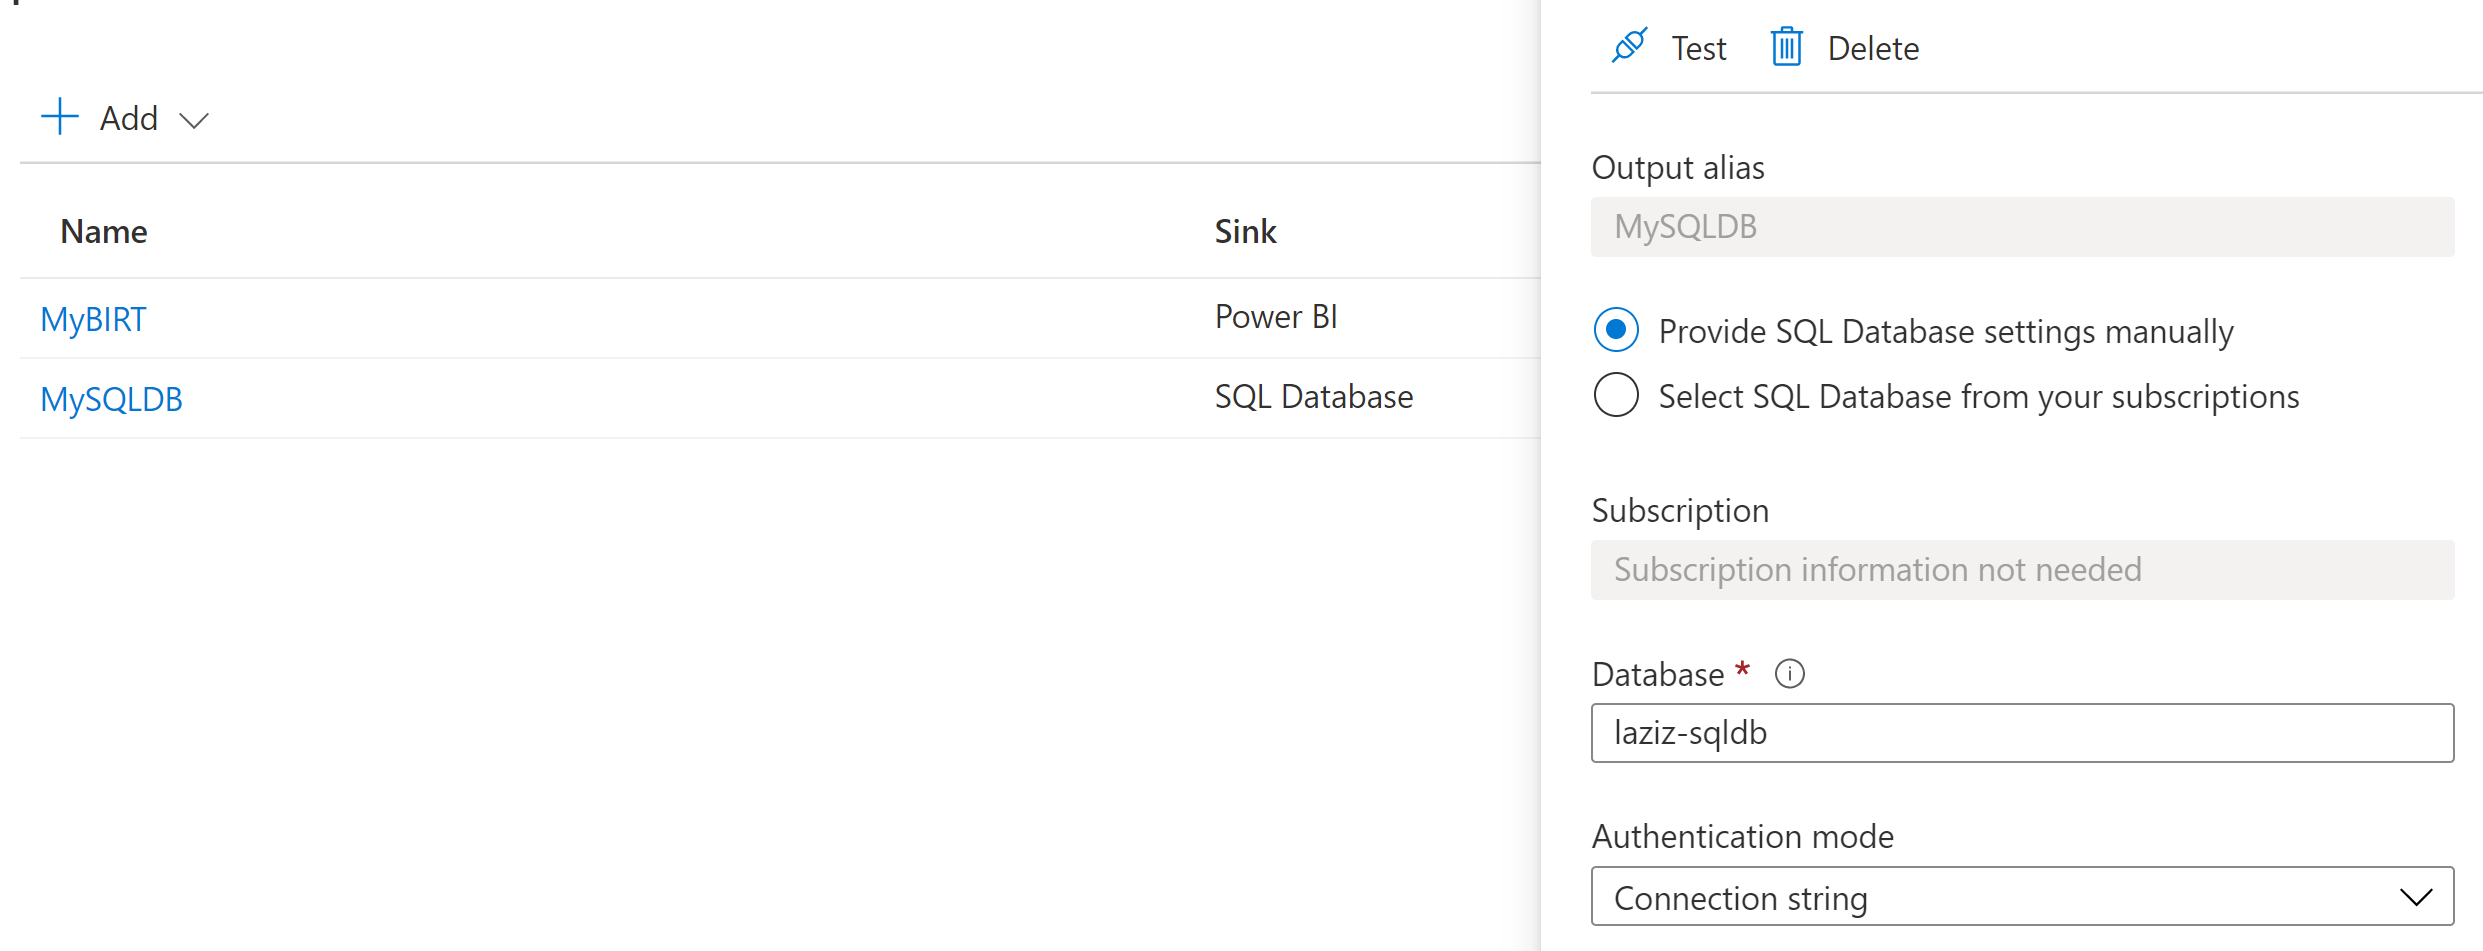 Add
Name Sink
MyBIRT Power BI
MySQLDB SQL Database
Test Delete
Output alias
MySQLDB
Provide SQL Database settings manually
Select SQL Database from your subscriptions
Subscription
Subscription information not needed
Database *
laziz-sqldb
Authentication mode
Connection string